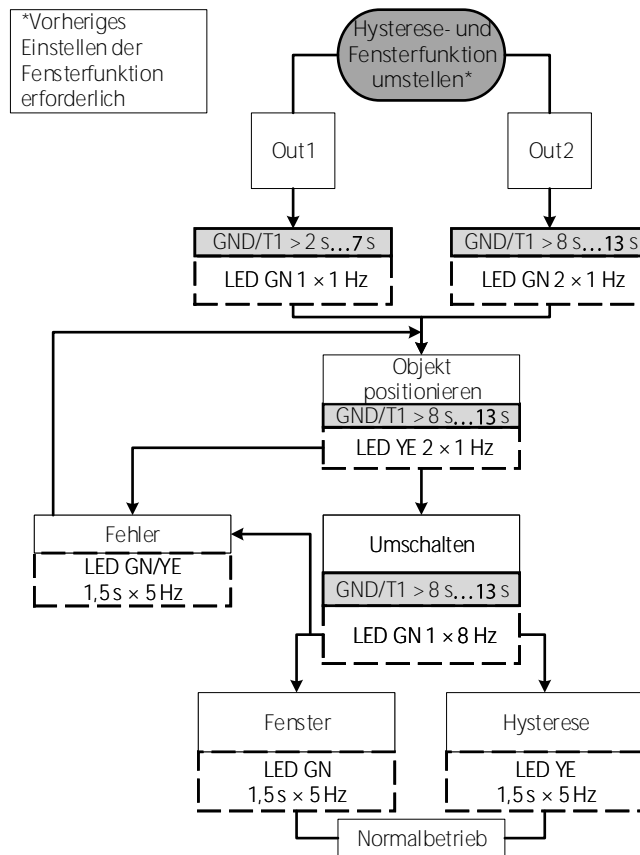 *Vorheriges
Einstellen der
Fensterfunktion
erforderlich
Hysterese- und
Fensterfunktion
umstellen*
Out1
Out2
GND/T1 > 2 s...7 s
LED GN 1 × 1 Hz
GND/T1 > 8 s...13 s
LED GN 2 × 1 Hz
Objekt
positionieren
GND/T1 > 8 s...13 s
LED YE 2 × 1 Hz
Fehler
LED GN/YE
1,5 s × 5 Hz
Umschalten
GND/T1 > 8 s...13 s
LED GN 1 × 8 Hz
Fenster
LED GN
1,5 s × 5 Hz
Hysterese
LED YE
1,5 s × 5 Hz
Normalbetrieb